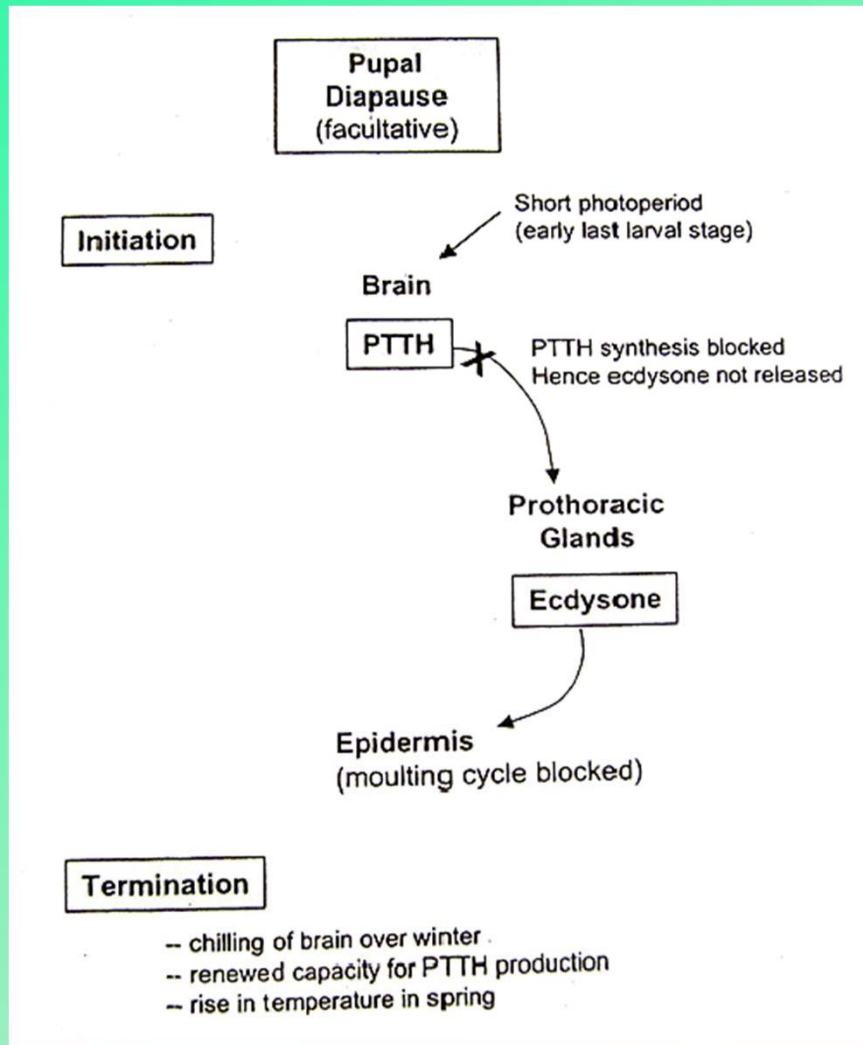 Pupal
Diapause
(facultative)
Short photoperiod
(early last larval stage)
Initiation
Brain
PTTH
PTTH synthesis blocked
Hence ecdysone not released
Prothoracic
Glands
Ecdysone
Epidermis
(moulting cycle blocked)
Termination
-- chilling of brain over winter
-- renewed capacity for PTTH production
-- rise in temperature in spring